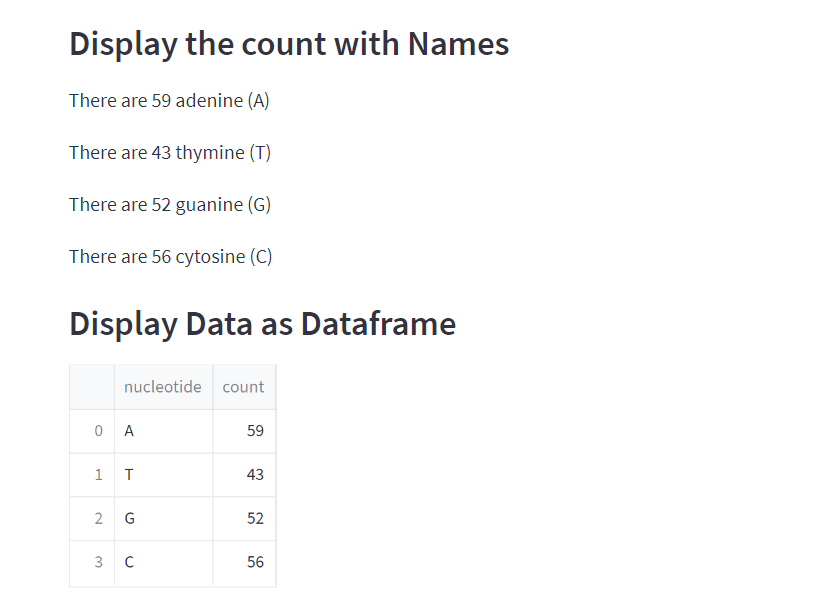 Display the count with Names
There are 59 adenine (A)
There are 43 thymine (T)
There are 52 guanine (G)
There are 56 cytosine (C)
Display Data as Dataframe
nucleotide count
0 A 59
1 T 43
2 G 52
3 C 56